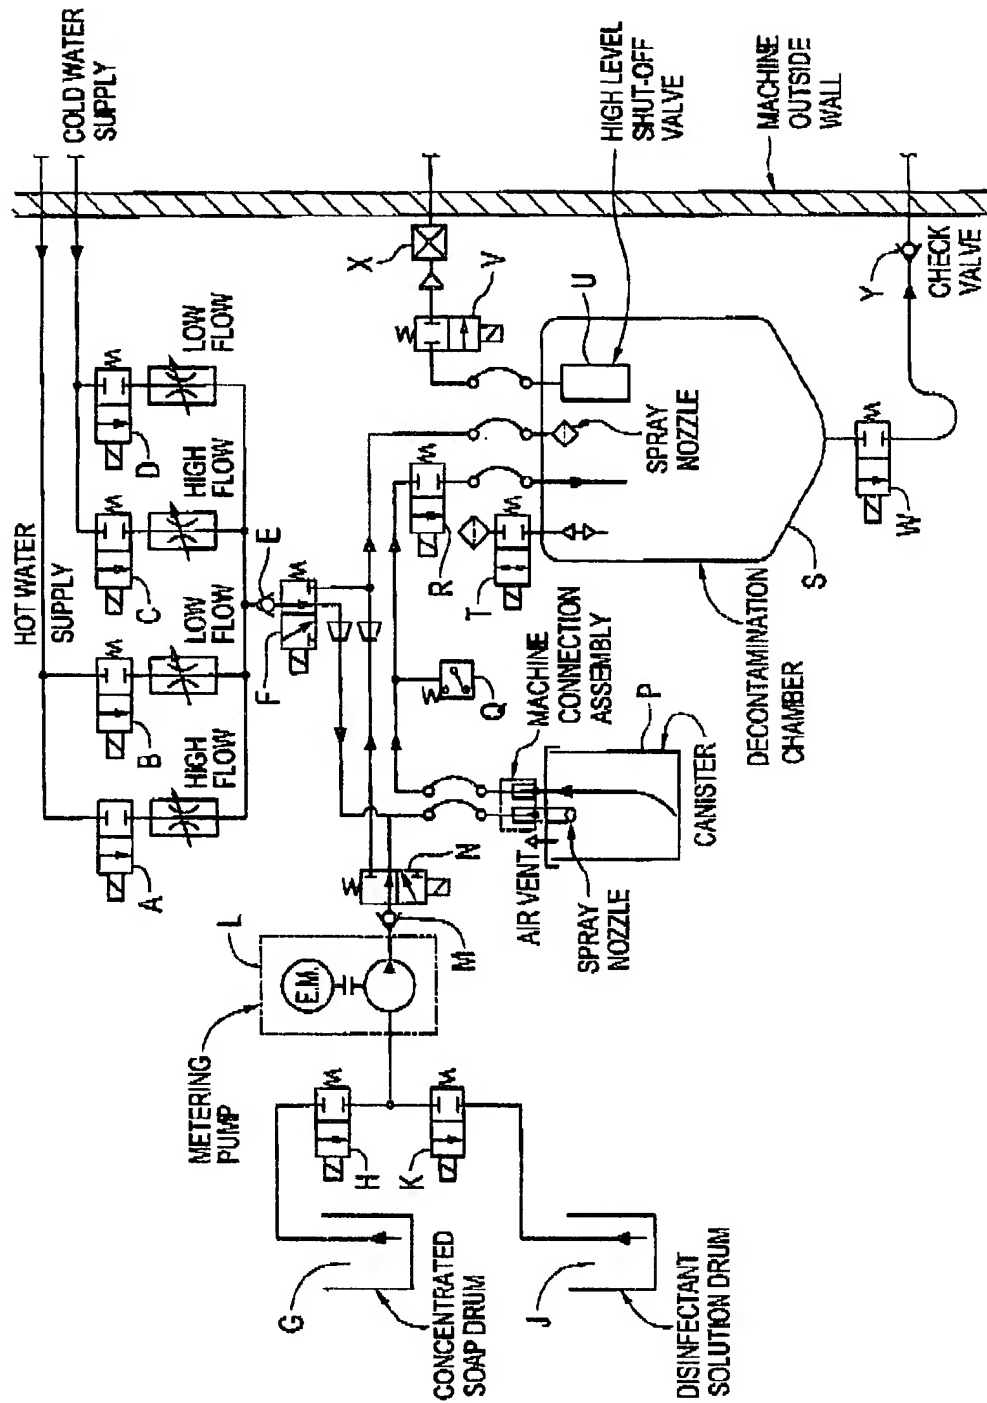 HOT WATER
SUPPLY
COLD WATER
SUPPLY
A
HIGH
FLOW
B
LOW
FLOW
C
HIGH
FLOW
D
LOW
FLOW
E
F
METERING
PUMP
L
E.M.
M
N
G
CONCENTRATED
SOAP DRUM
H
K
J
DISINFECTANT
SOLUTION DRUM
AIR VENT
SPRAY
NOZZLE
MACHINE
CONNECTION
ASSEMBLY
P
CANISTER
Q
R
T
SPRAY
NOZZLE
U
V
X
HIGH LEVEL
SHUT-OFF
VALVE
MACHINE
OUTSIDE
WALL
DECONTAMINATION
CHAMBER
S
W
Y
CHECK
VALVE